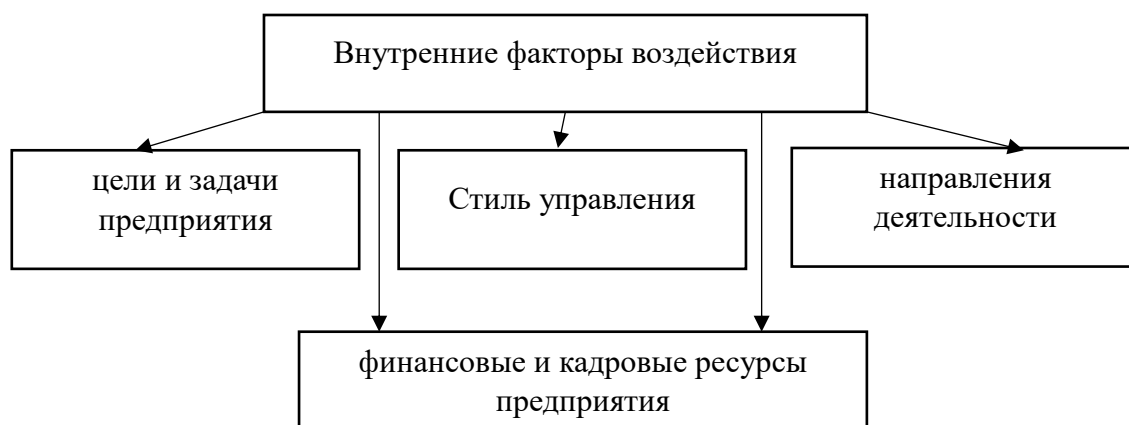 Внутренние факторы воздействия
цели и задачи
предприятия
Стиль управления
направления
деятельности
финансовые и кадровые ресурсы
предприятия